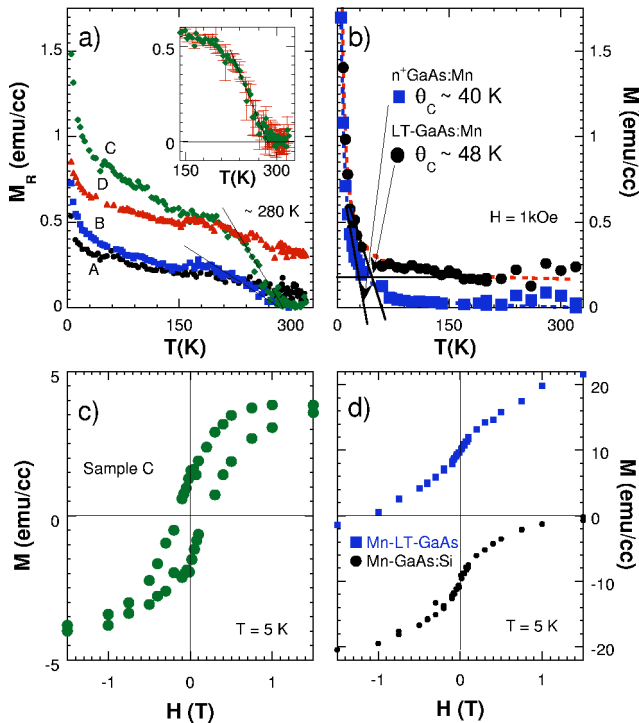 a)
M_R (emu/cc)
1.5
1
0.5
0
0
150
300
T(K)
C
D
B
A
~ 280 K
0.5
0
150
300
T(K)
b)
n⁺GaAs:Mn
θ_C ~ 40 K
LT-GaAs:Mn
θ_C ~ 48 K
H = 1kOe
1.5
1
0.5
0
M (emu/cc)
0
150
300
T(K)
c)
M (emu/cc)
5
0
-5
Sample C
T = 5 K
-1
0
1
H (T)
d)
20
10
0
-10
-20
M (emu/cc)
Mn-LT-GaAs
Mn-GaAs:Si
T = 5 K
-1
0
1
H (T)